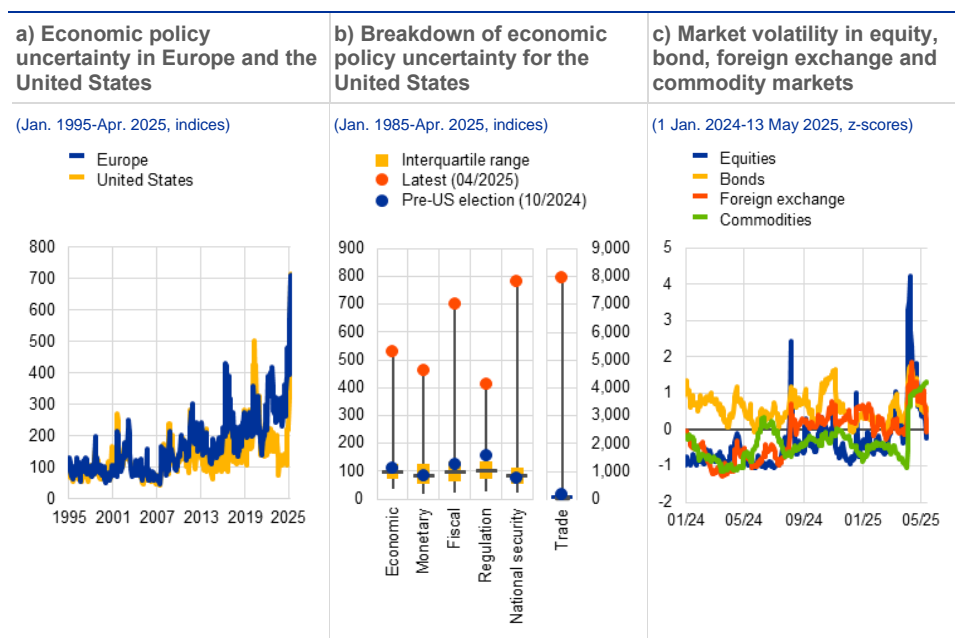 a) Economic policy
uncertainty in Europe and the
United States
(Jan. 1995-Apr. 2025, indices)
Europe
United States
800
700
600
500
400
300
200
100
0
1995 2001 2007 2013 2019 2025
b) Breakdown of economic
policy uncertainty for the
United States
(Jan. 1985-Apr. 2025, indices)
Interquartile range
Latest (04/2025)
Pre-US election (10/2024)
900 9,000
800 8,000
700 7,000
600 6,000
500 5,000
400 4,000
300 3,000
200 2,000
100 1,000
0 0
Economic
Monetary
Fiscal
Regulation
National security
Trade
c) Market volatility in equity,
bond, foreign exchange and
commodity markets
(1 Jan. 2024-13 May 2025, z-scores)
Equities
Bonds
Foreign exchange
Commodities
5
4
3
2
1
0
-1
-2
01/24 05/24 09/24 01/25 05/25